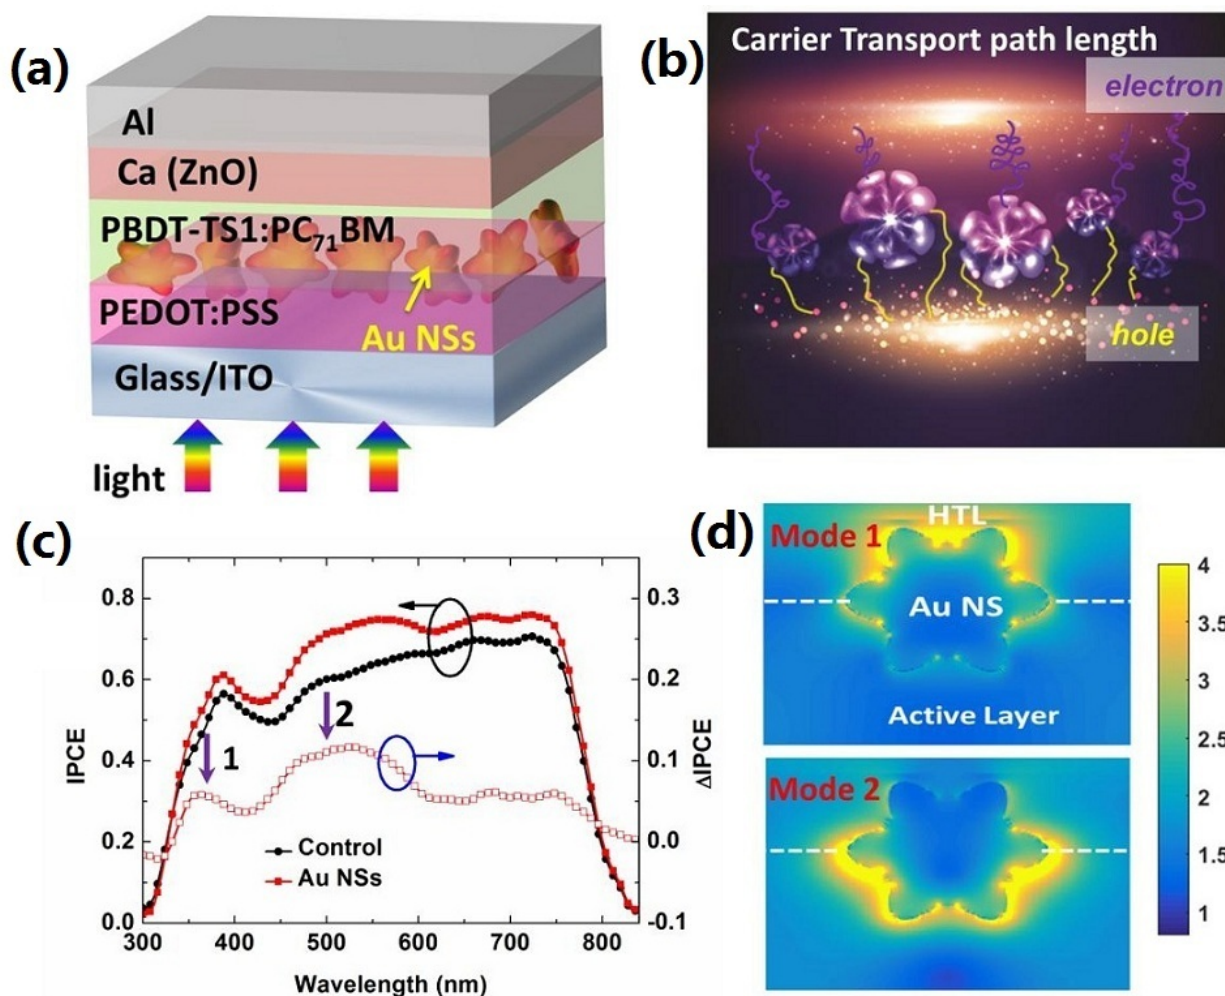 (a)
Al
Ca (ZnO)
PBDT-TS1:PC₇₁BM
Au NSs
PEDOT:PSS
Glass/ITO
light
(b)
Carrier Transport path length
electron
hole
(c)
0.8
0.6
0.4
0.2
0.0
IPCE
0.3
0.2
0.1
0.0
-0.1
ΔIPCE
1
2
Control
Au NSs
300
400
500
600
700
800
Wavelength (nm)
(d)
HTL
Mode 1
Au NS
Active Layer
Mode 2
4
3.5
3
2.5
2
1.5
1